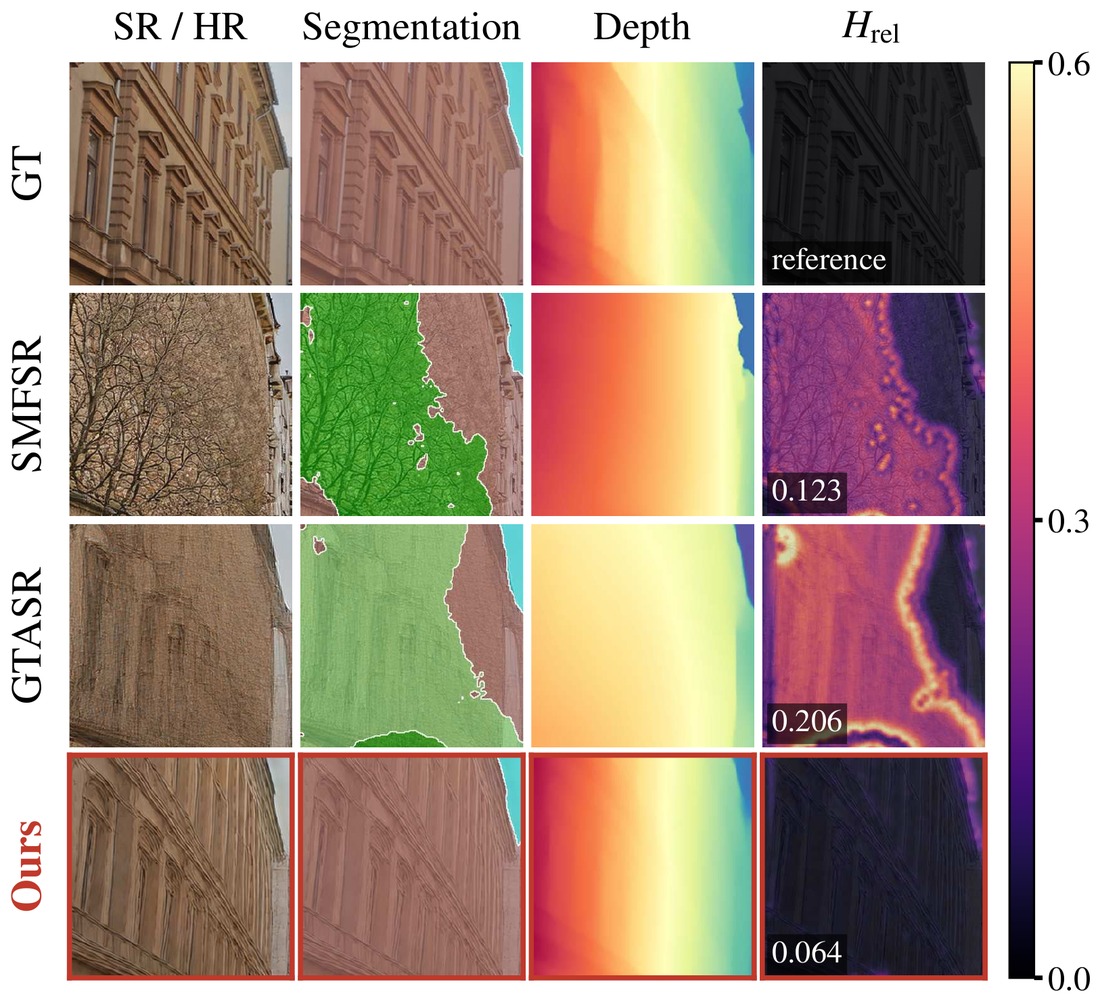 SR / HR Segmentation Depth H_rel
0.6
GT
reference
SMFSR
0.123
0.3
GTASR
0.206
Ours
0.064
0.0